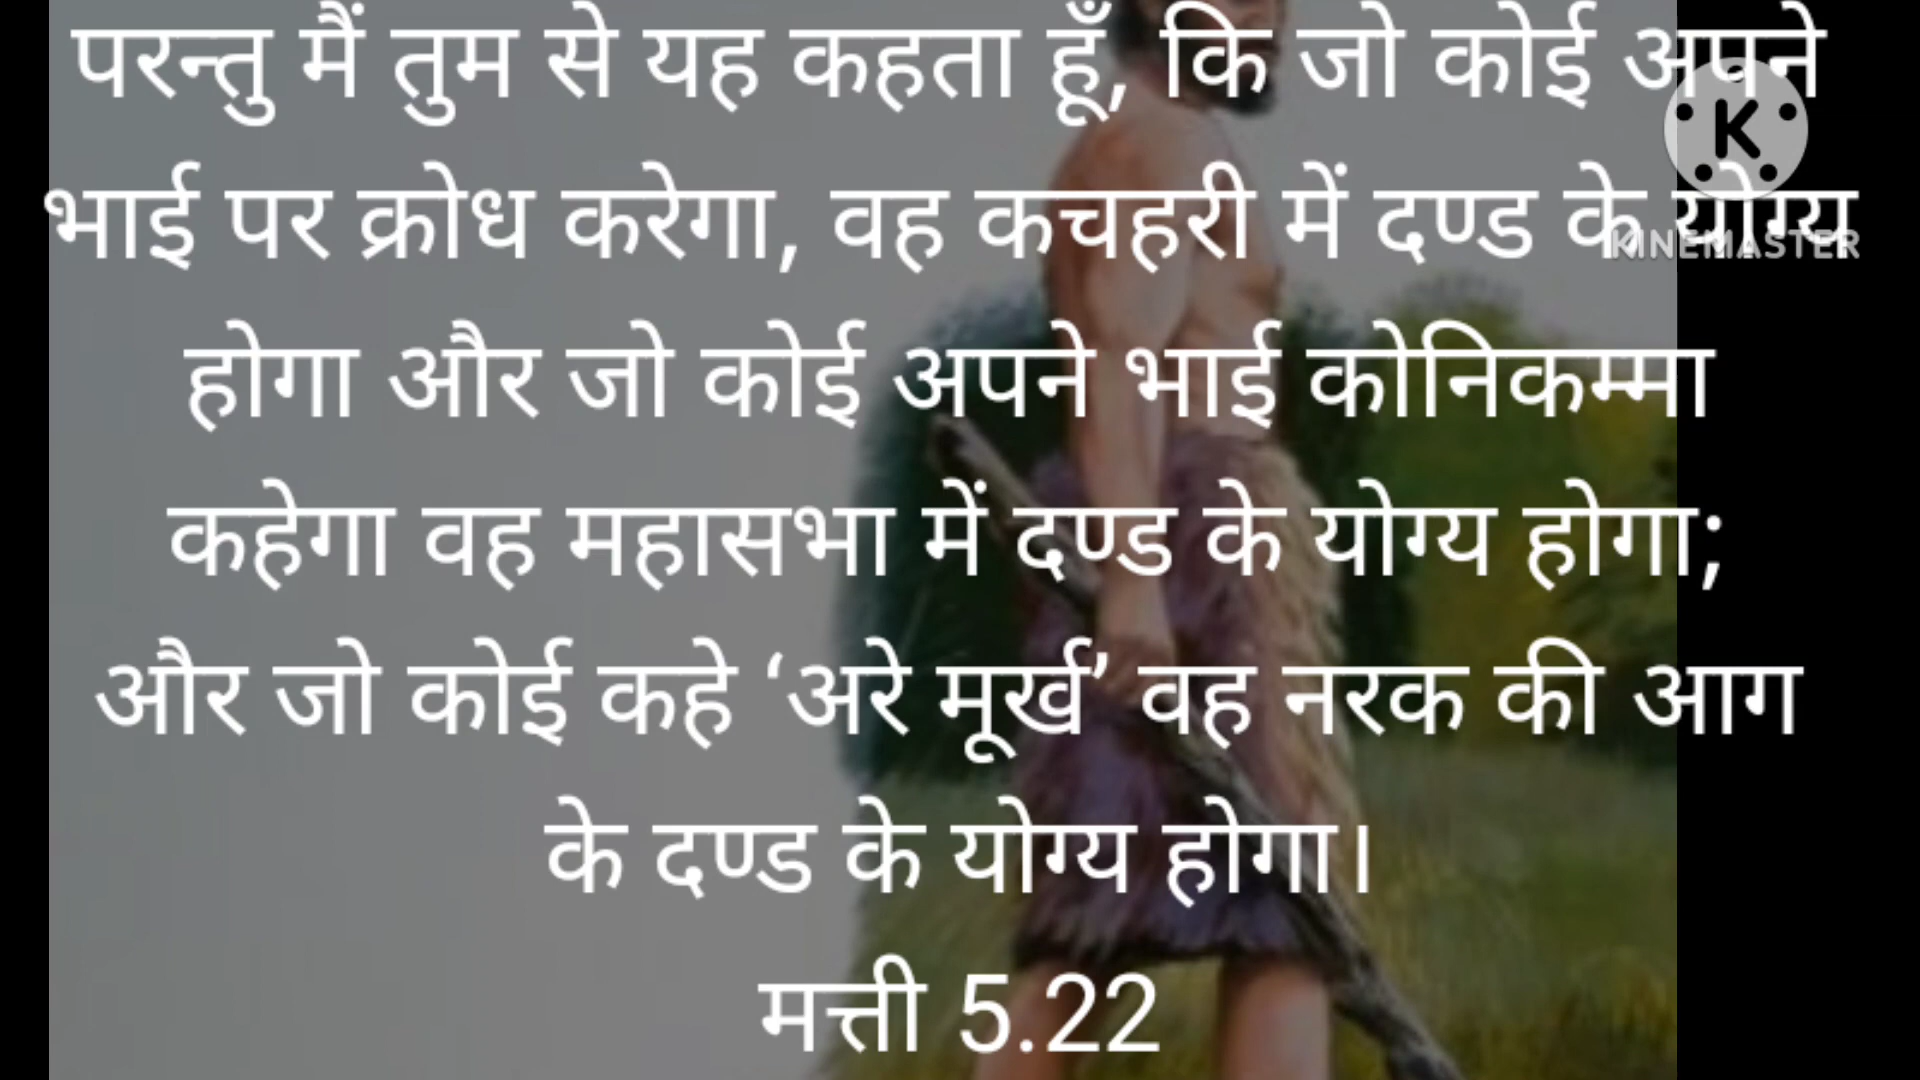 परन्तु मैं तुम से यह कहता हूँ, कि जो कोई अपने
भाई पर क्रोध करेगा, वह कचहरी में दण्ड के योग्य
होगा और जो कोई अपने भाई कोनिकम्मा
कहेगा वह महासभा में दण्ड के योग्य होगा;
और जो कोई कहे ‘अरे मूर्ख’ वह नरक की आग
के दण्ड के योग्य होगा।
मत्ती 5.22
K
KINEMASTER